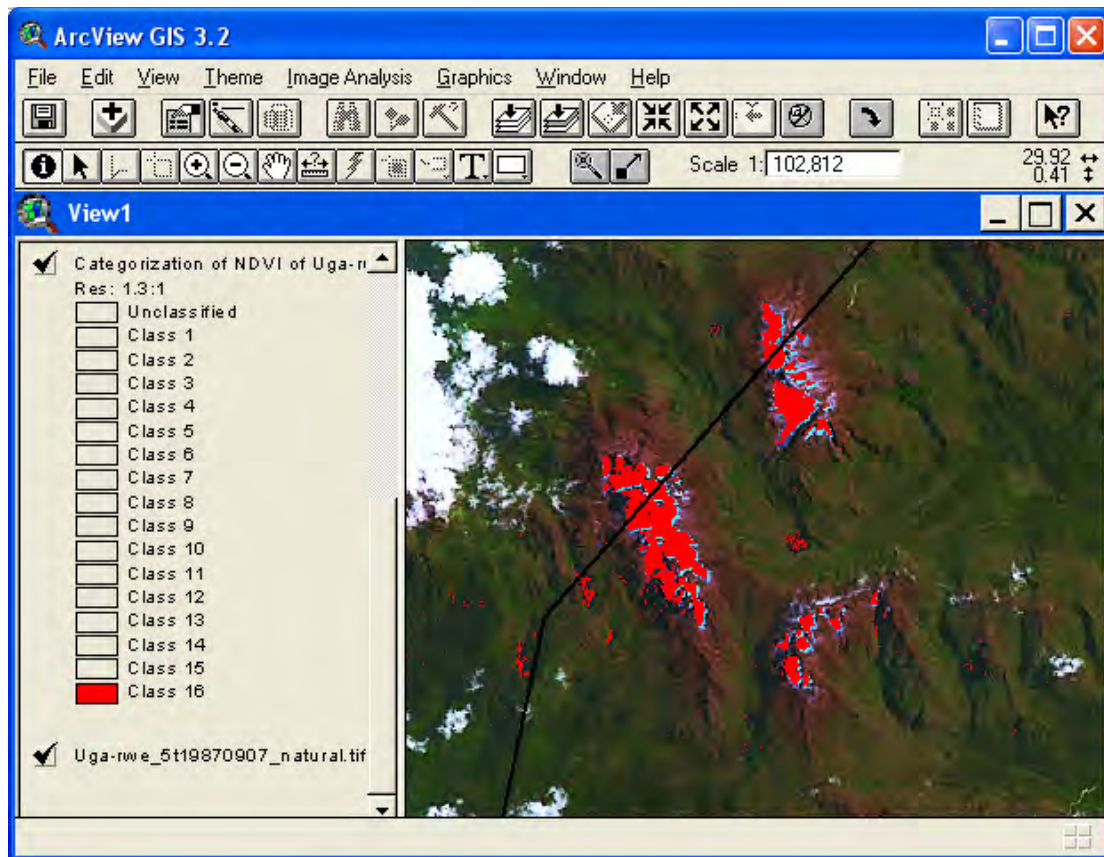 ArcView GIS 3.2
File Edit View Theme Image Analysis Graphics Window Help
Scale 1: 102,812
29.92
0.41
View1
Categorization of NDVI of Uga-r
Res: 1.3:1
Unclassified
Class 1
Class 2
Class 3
Class 4
Class 5
Class 6
Class 7
Class 8
Class 9
Class 10
Class 11
Class 12
Class 13
Class 14
Class 15
Class 16
Uga-rwe_5t19870907_natural.tif